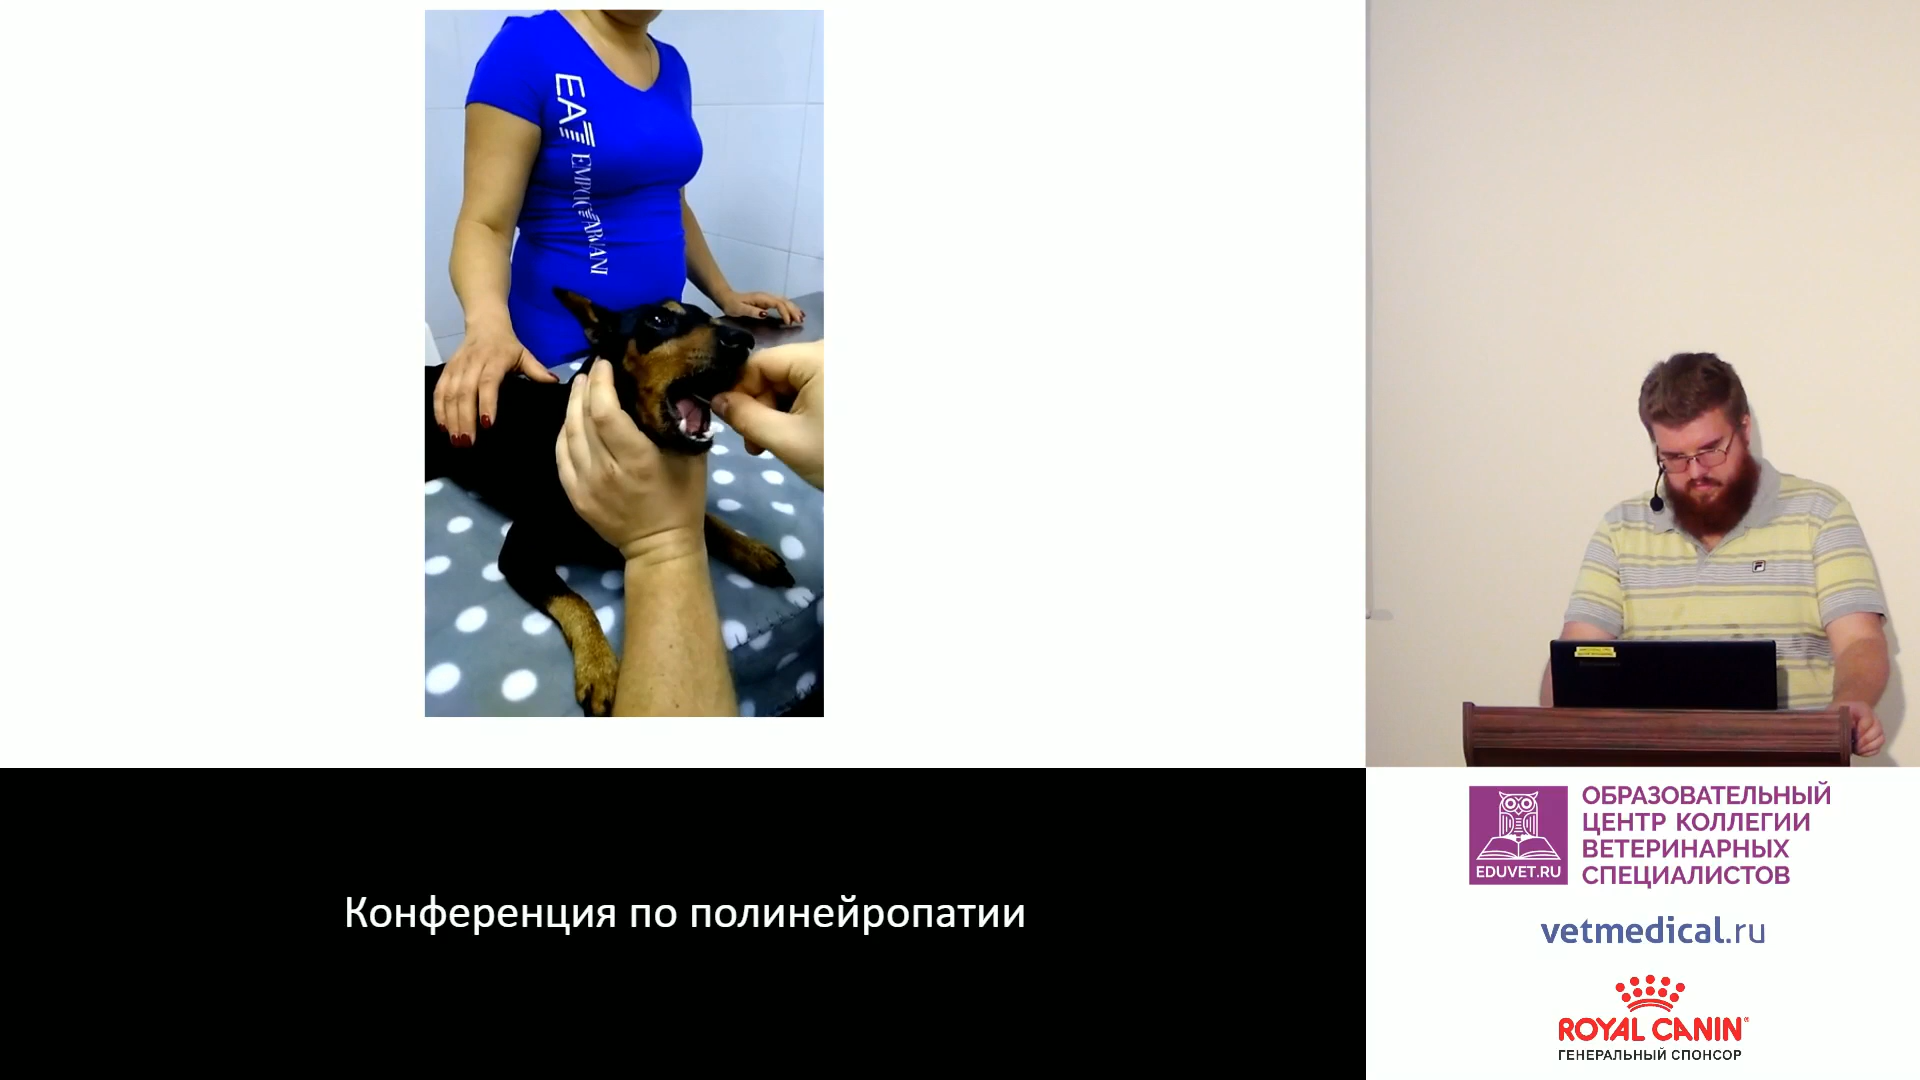 EA7
EMPORIO ARMANI
Конференция по полинейропатии
ОБРАЗОВАТЕЛЬНЫЙ
ЦЕНТР КОЛЛЕГИИ
ВЕТЕРИНАРНЫХ
СПЕЦИАЛИСТОВ
EDUVET.RU
vetmedical.ru
ROYAL CANIN
ГЕНЕРАЛЬНЫЙ СПОНСОР